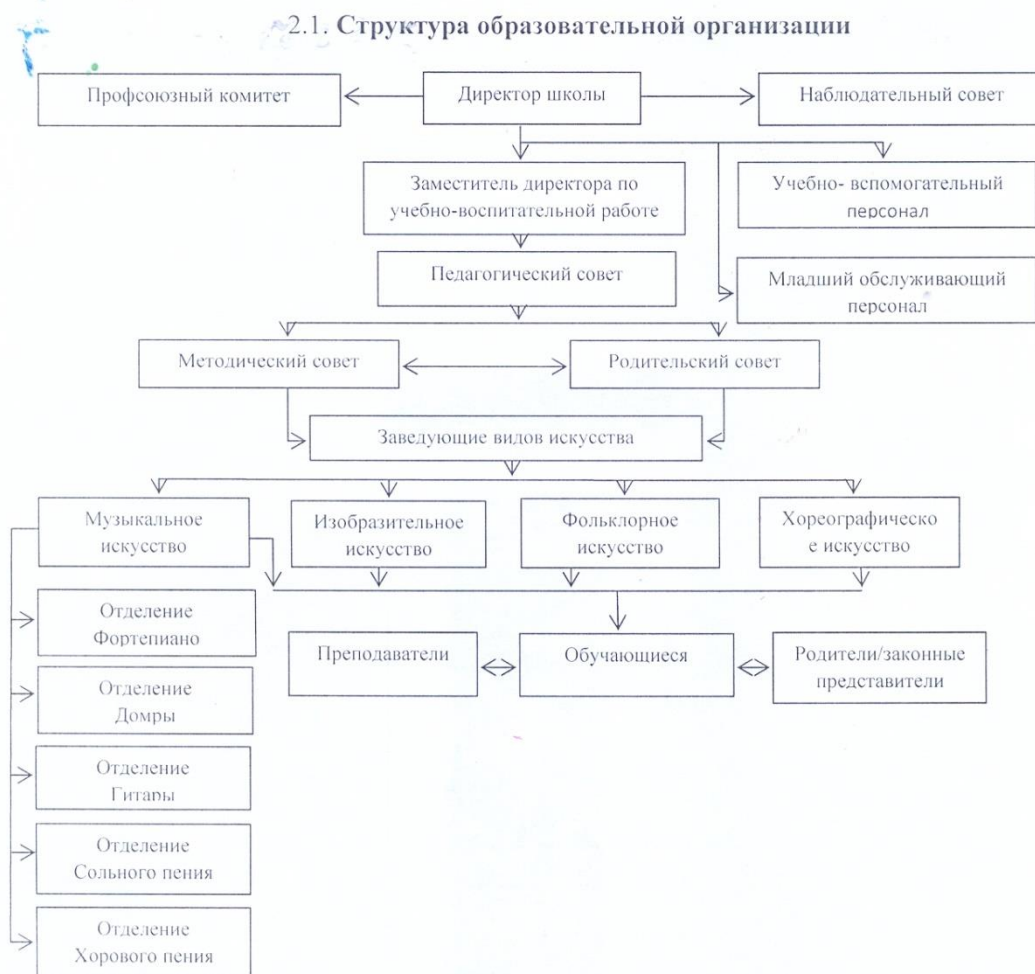 2.1. Структура образовательной организации
Профсоюзный комитет
Директор школы
Наблюдательный совет
Заместитель директора по
учебно-воспитательной работе
Учебно- вспомогательный
персонал
Педагогический совет
Младший обслуживающий
персонал
Методический совет
Родительский совет
Заведующие видов искусства
Музыкальное
искусство
Изобразительное
искусство
Фольклорное
искусство
Хореографическо
е искусство
Отделение
Фортепиано
Преподаватели
Обучающиеся
Родители/законные
представители
Отделение
Домры
Отделение
Гитары
Отделение
Сольного пения
Отделение
Хорового пения